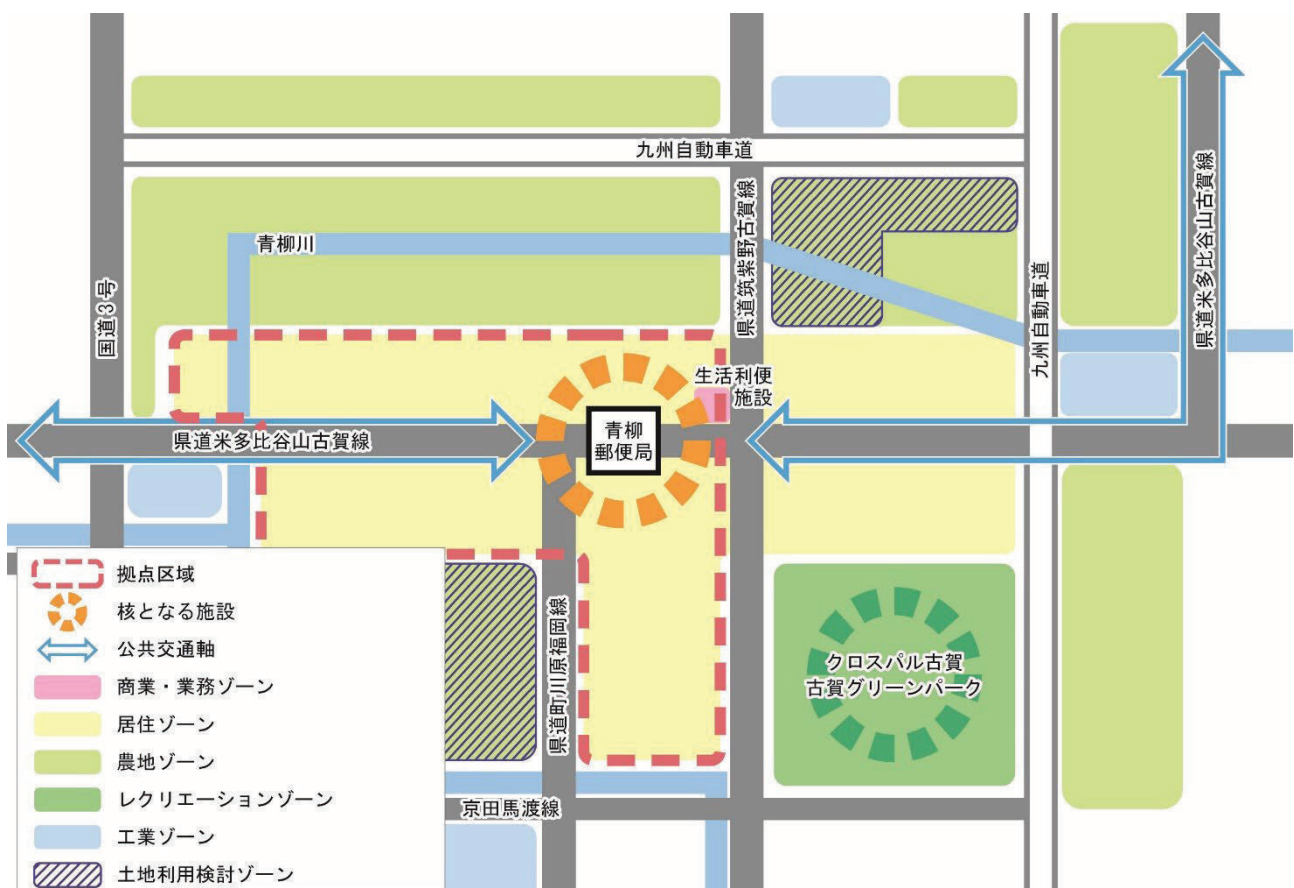 九州自動車道
県道米多比谷山古賀線
県道筑紫野古賀線
青柳川
国道3号
九州自動車道
生活利便
施設
青柳
郵便局
県道米多比谷山古賀線
県道町川原福岡線
クロスパル古賀
古賀グリーンパーク
京田馬渡線
拠点区域
核となる施設
公共交通軸
商業・業務ゾーン
居住ゾーン
農地ゾーン
レクリエーションゾーン
工業ゾーン
土地利用検討ゾーン